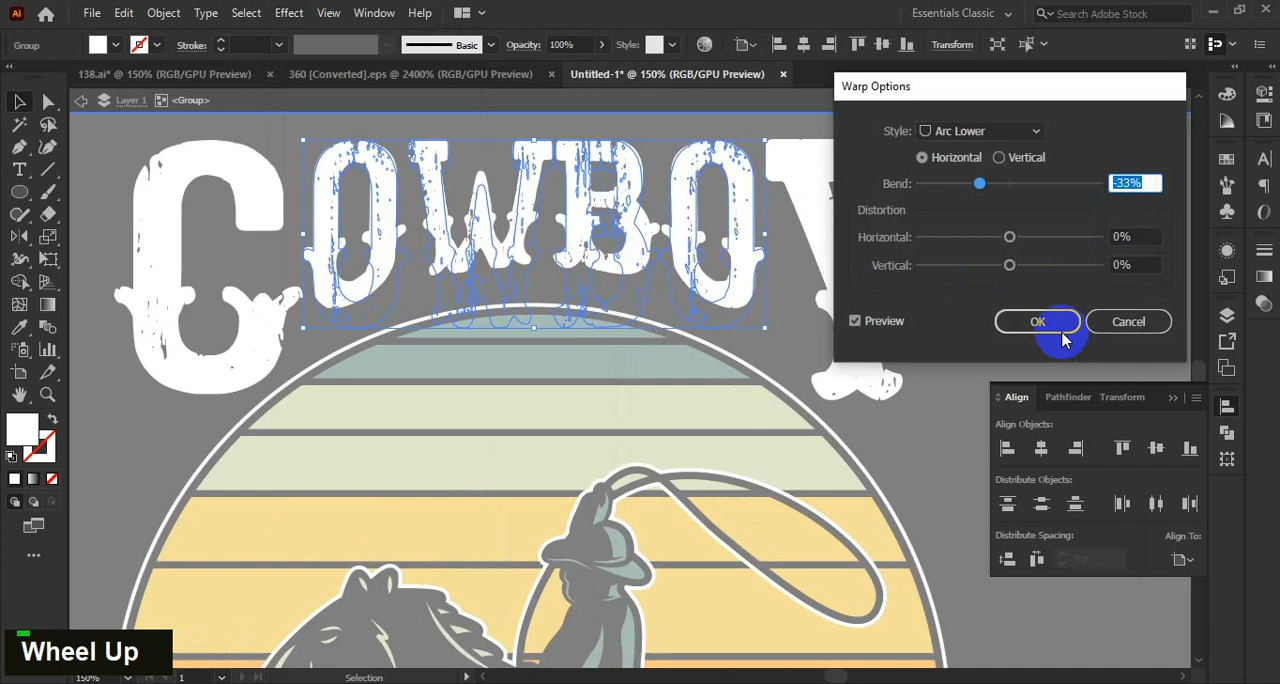 Ai File Edit Object Type Select Effect View Window Help Essentials Classic Search Adobe Stock
Group Stroke: Basic Opacity: 100% Style: Transform
138.ai* @ 150% (RGB/GPU Preview) × 360 [Converted].eps @ 2400% (RGB/GPU Preview) × Untitled-1* @ 150% (RGB/GPU Preview) ×
Layer 1 <Group>
Warp Options
Style: Arc Lower
Horizontal Vertical
Bend: -33%
Distortion
Horizontal: 0%
Vertical: 0%
Preview OK Cancel
COWBOY
Align Pathfinder Transform
Align Objects:
Distribute Objects:
Distribute Spacing: Align To:
Wheel Up
150% 1 Selection